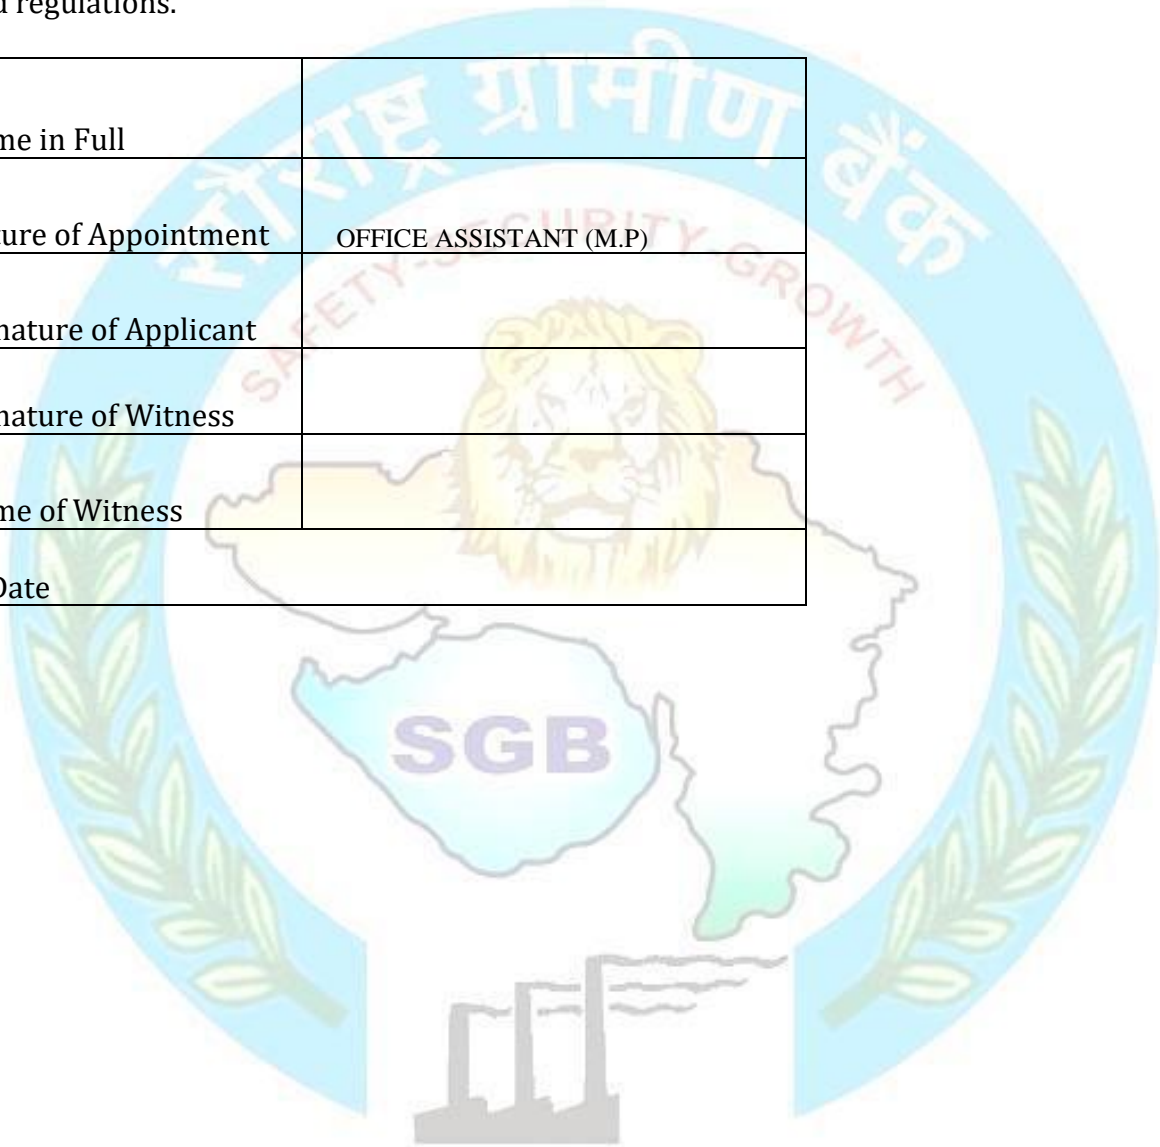 d regulations.
me in Full
ture of Appointment OFFICE ASSISTANT (M.P)
nature of Applicant
nature of Witness
me of Witness
Date
सौराष्ट्र ग्रामीण बैंक
SAFETY-SECURITY-GROWTH
SGB